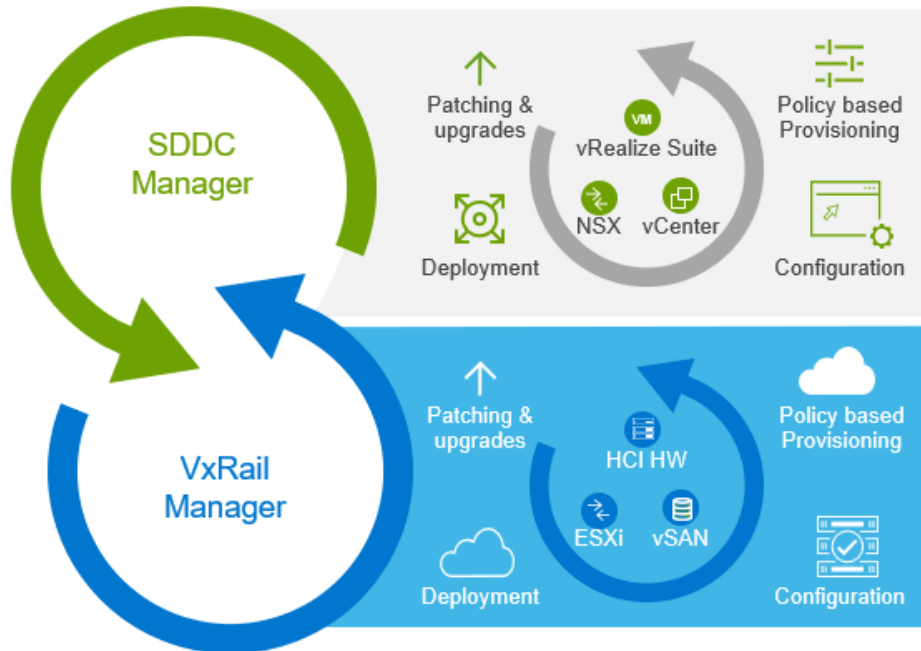 SDDC
Manager
Patching &
upgrades
Deployment
VM
vRealize Suite
NSX
vCenter
Policy based
Provisioning
Configuration
VxRail
Manager
Patching &
upgrades
Deployment
HCI HW
ESXi
vSAN
Policy based
Provisioning
Configuration